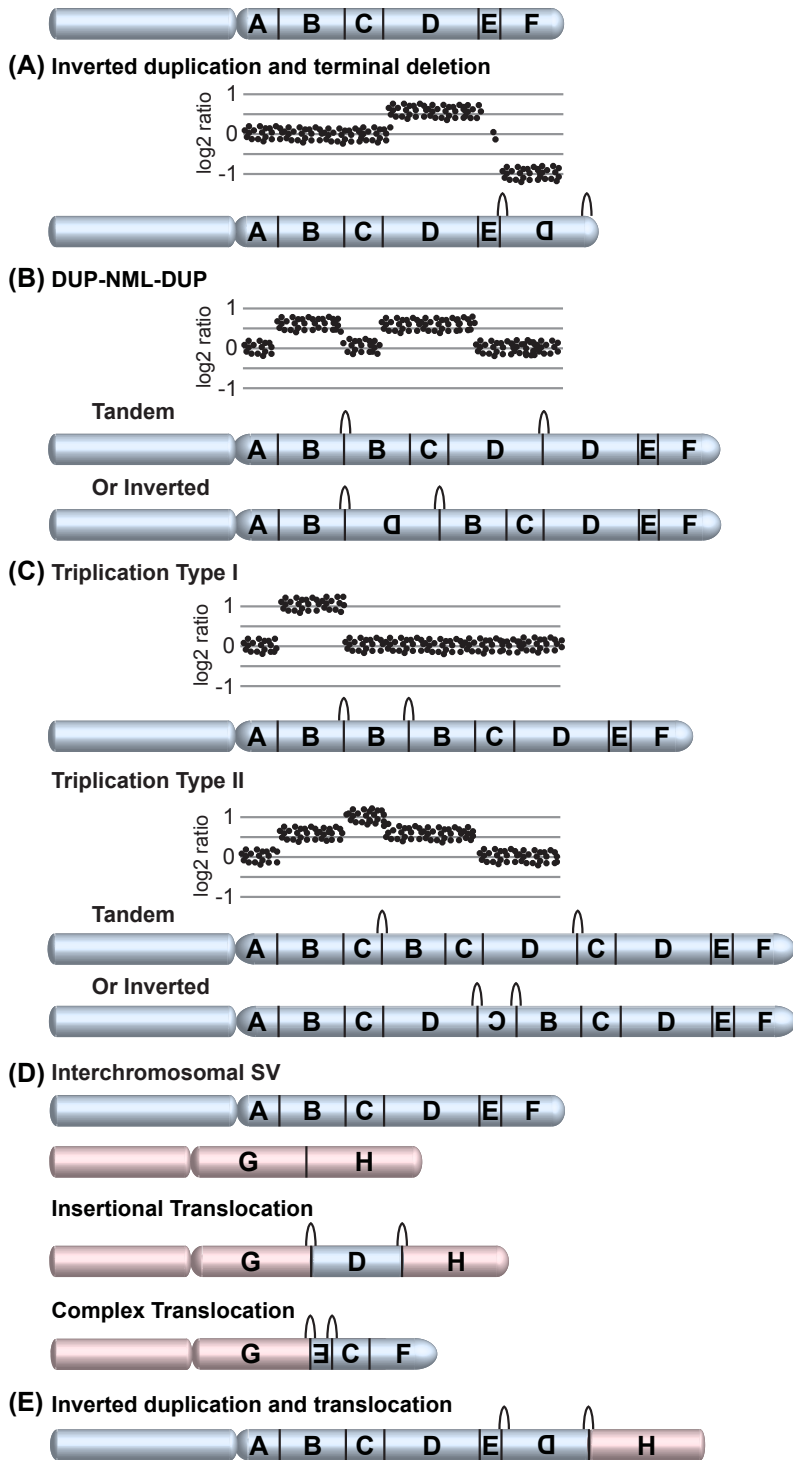 A B C D E F
(A) Inverted duplication and terminal deletion
log2 ratio
1
0
-1
A B C D E D
(B) DUP-NML-DUP
log2 ratio
1
0
-1
Tandem
A B B C D D E F
Or Inverted
A B D B C D E F
(C) Triplication Type I
log2 ratio
1
0
-1
A B B B C D E F
Triplication Type II
log2 ratio
1
0
-1
Tandem
A B C B C D C D E F
Or Inverted
A B C D C B C D E F
(D) Interchromosomal SV
A B C D E F
G H
Insertional Translocation
G D H
Complex Translocation
G E C F
(E) Inverted duplication and translocation
A B C D E D H